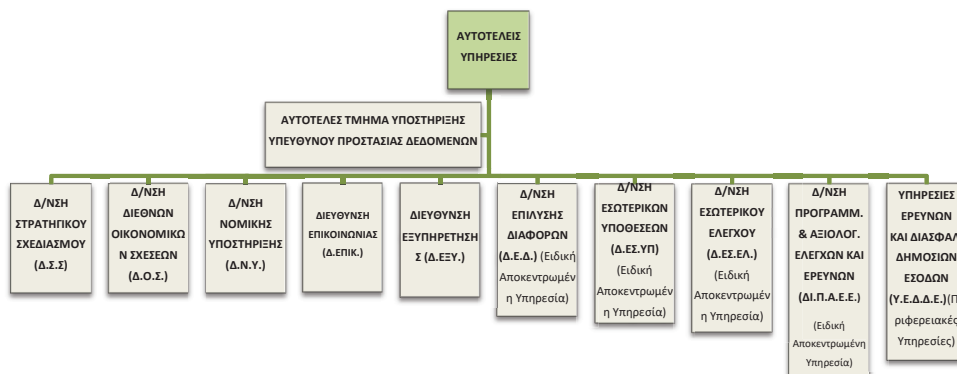 ΑΥΤΟΤΕΛΕΙΣ
ΥΠΗΡΕΣΙΕΣ
ΑΥΤΟΤΕΛΕΣ ΤΜΗΜΑ ΥΠΟΣΤΗΡΙΞΗΣ
ΥΠΕΥΘΥΝΟΥ ΠΡΟΣΤΑΣΙΑΣ ΔΕΔΟΜΕΝΩΝ
Δ/ΝΣΗ
ΣΤΡΑΤΗΓΙΚΟΥ
ΣΧΕΔΙΑΣΜΟΥ
(Δ.Σ.Σ)
Δ/ΝΣΗ
ΔΙΕΘΝΩΝ
ΟΙΚΟΝΟΜΙΚΩ
Ν ΣΧΕΣΕΩΝ
(Δ.Ο.Σ.)
Δ/ΝΣΗ
ΝΟΜΙΚΗΣ
ΥΠΟΣΤΗΡΙΞΗΣ
(Δ.Ν.Υ.)
ΔΙΕΥΘΥΝΣΗ
ΕΠΙΚΟΙΝΩΝΙΑΣ
(Δ.ΕΠΙΚ.)
ΔΙΕΥΘΥΝΣΗ
ΕΞΥΠΗΡΕΤΗΣΗ
Σ (Δ.ΕΞΥ.)
Δ/ΝΣΗ
ΕΠΙΛΥΣΗΣ
ΔΙΑΦΟΡΩΝ
(Δ.Ε.Δ.) (Ειδική
Αποκεντρωμέν
η Υπηρεσία)
Δ/ΝΣΗ
ΕΣΩΤΕΡΙΚΩΝ
ΥΠΟΘΕΣΕΩΝ
(Δ.ΕΣ.ΥΠ)
(Ειδική
Αποκεντρωμέν
η Υπηρεσία)
Δ/ΝΣΗ
ΕΣΩΤΕΡΙΚΟΥ
ΕΛΕΓΧΟΥ
(Δ.ΕΣ.ΕΛ.)
(Ειδική
Αποκεντρωμέν
η Υπηρεσία)
Δ/ΝΣΗ
ΠΡΟΓΡΑΜΜ.
& ΑΞΙΟΛΟΓ.
ΕΛΕΓΧΩΝ ΚΑΙ
ΕΡΕΥΝΩΝ
(ΔΙ.Π.Α.Ε.Ε.)
(Ειδική
Αποκεντρωμένη
Υπηρεσία)
ΥΠΗΡΕΣΙΕΣ
ΕΡΕΥΝΩΝ
ΚΑΙ ΔΙΑΣΦΑΛ
ΔΗΜΟΣΙΩΝ
ΕΣΟΔΩΝ
(Υ.Ε.Δ.Δ.Ε.)(Π
ριφερειακές
Υπηρεσίες)